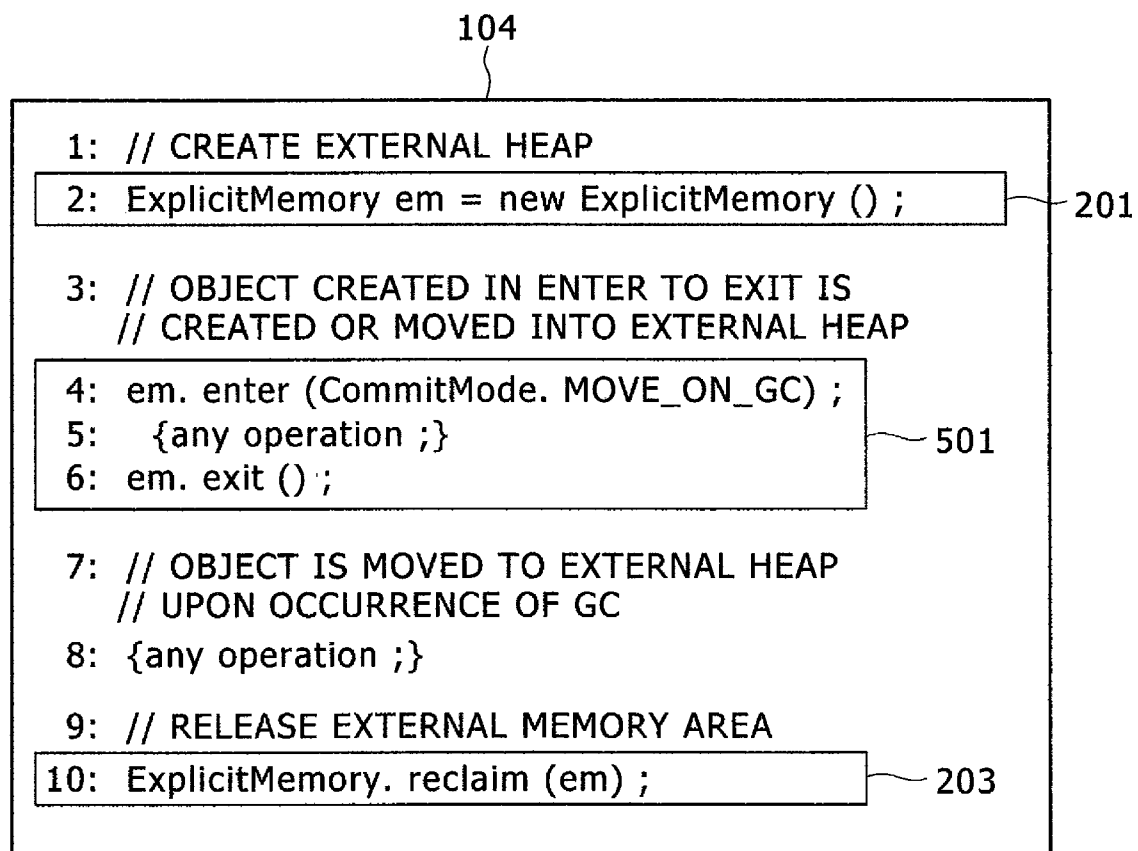 104
1: // CREATE EXTERNAL HEAP
2: ExplicitMemory em = new ExplicitMemory () ;
201
3: // OBJECT CREATED IN ENTER TO EXIT IS
// CREATED OR MOVED INTO EXTERNAL HEAP
4: em. enter (CommitMode. MOVE_ON_GC) ;
5: {any operation ;}
501
6: em. exit () ;
7: // OBJECT IS MOVED TO EXTERNAL HEAP
// UPON OCCURRENCE OF GC
8: {any operation ;}
9: // RELEASE EXTERNAL MEMORY AREA
10: ExplicitMemory. reclaim (em) ;
203